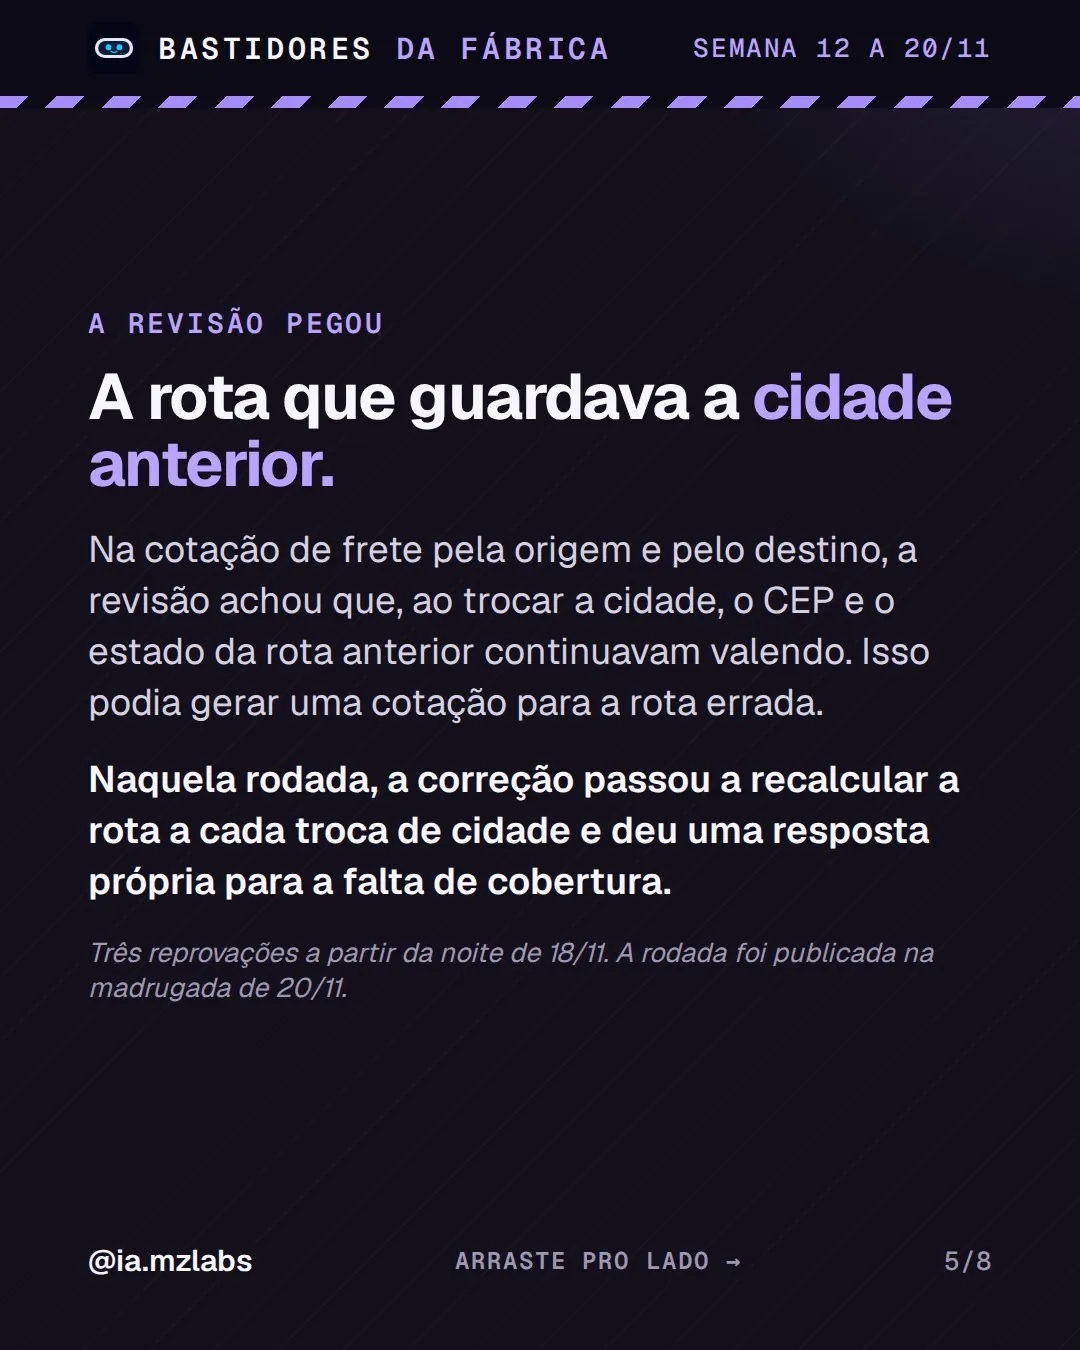 BASTIDORES DA FÁBRICA
SEMANA 12 A 20/11
A REVISÃO PEGOU
A rota que guardava a cidade
anterior.
Na cotação de frete pela origem e pelo destino, a
revisão achou que, ao trocar a cidade, o CEP e o
estado da rota anterior continuavam valendo. Isso
podia gerar uma cotação para a rota errada.
Naquela rodada, a correção passou a recalcular a
rota a cada troca de cidade e deu uma resposta
própria para a falta de cobertura.
Três reprovações a partir da noite de 18/11. A rodada foi publicada na
madrugada de 20/11.
@ia.mzlabs
ARRASTE PRO LADO →
5/8